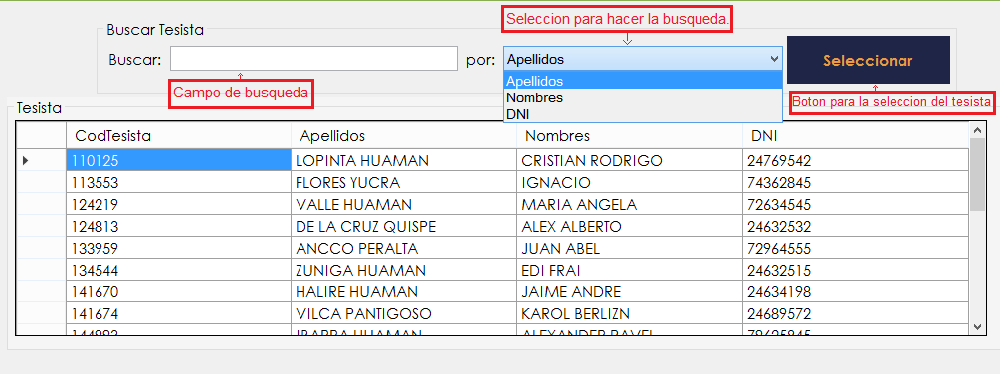 Seleccion para hacer la busqueda.
Buscar Tesista
Buscar: por: Apellidos Seleccionar
Apellidos
Nombres
DNI
Campo de busqueda
Boton para la seleccion del tesista
Tesista
CodTesista Apellidos Nombres DNI
110125 LOPINTA HUAMAN CRISTIAN RODRIGO 24769542
113553 FLORES YUCRA IGNACIO 74362845
124219 VALLE HUAMAN MARIA ANGELA 72634545
124813 DE LA CRUZ QUISPE ALEX ALBERTO 24632532
133959 ANCCO PERALTA JUAN ABEL 72964555
134544 ZUNIGA HUAMAN EDI FRAI 24632515
141670 HALIRE HUAMAN JAIME ANDRE 24634198
141674 VILCA PANTIGOSO KAROL BERLIZN 24689572